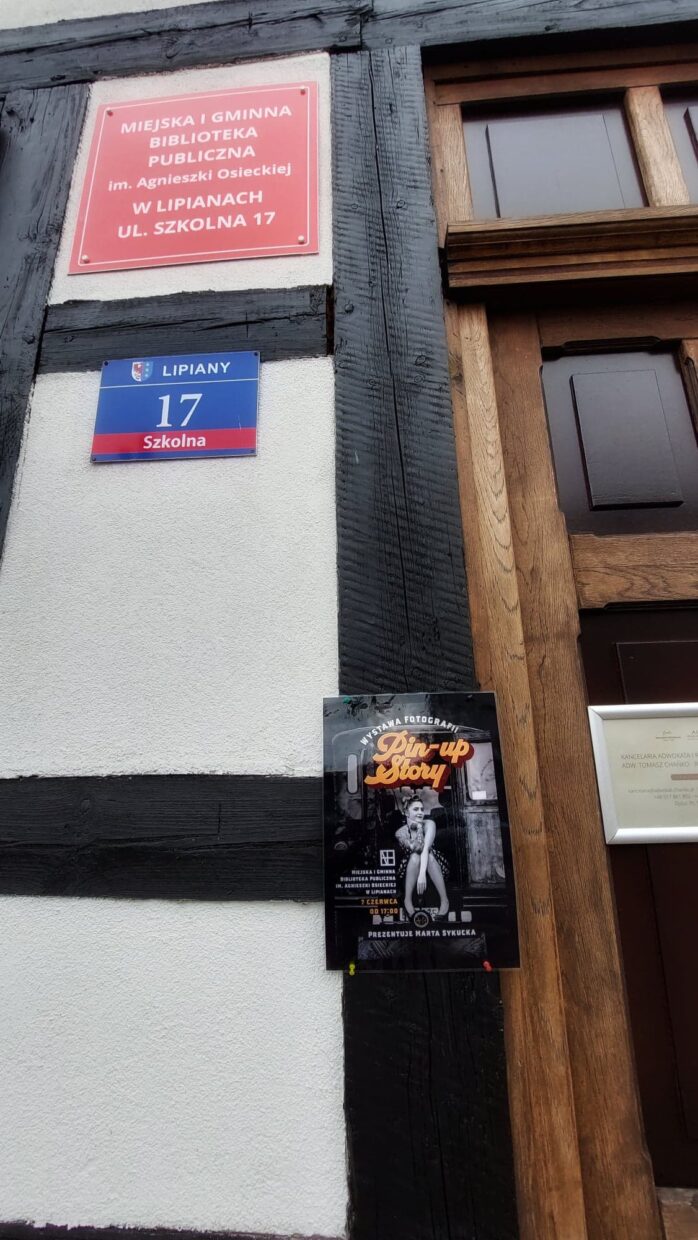 MIEJSKA I GMINNA
BIBLIOTEKA
PUBLICZNA
im. Agnieszki Osieckiej
W LIPIANACH
UL. SZKOLNA 17
LIPIANY
17
Szkolna
WYSTAWA FOTOGRAFII
Pin-up
Story
MIEJSKA I GMINNA
BIBLIOTEKA PUBLICZNA
IM. AGNIESZKI OSIECKIEJ
W LIPIANACH
7 CZERWCA
OD 17:00
PREZENTUJE MARTA SYKUCKA
KANCELARIA ADWOKATA I
ADW. TOMASZ CHAŃKO